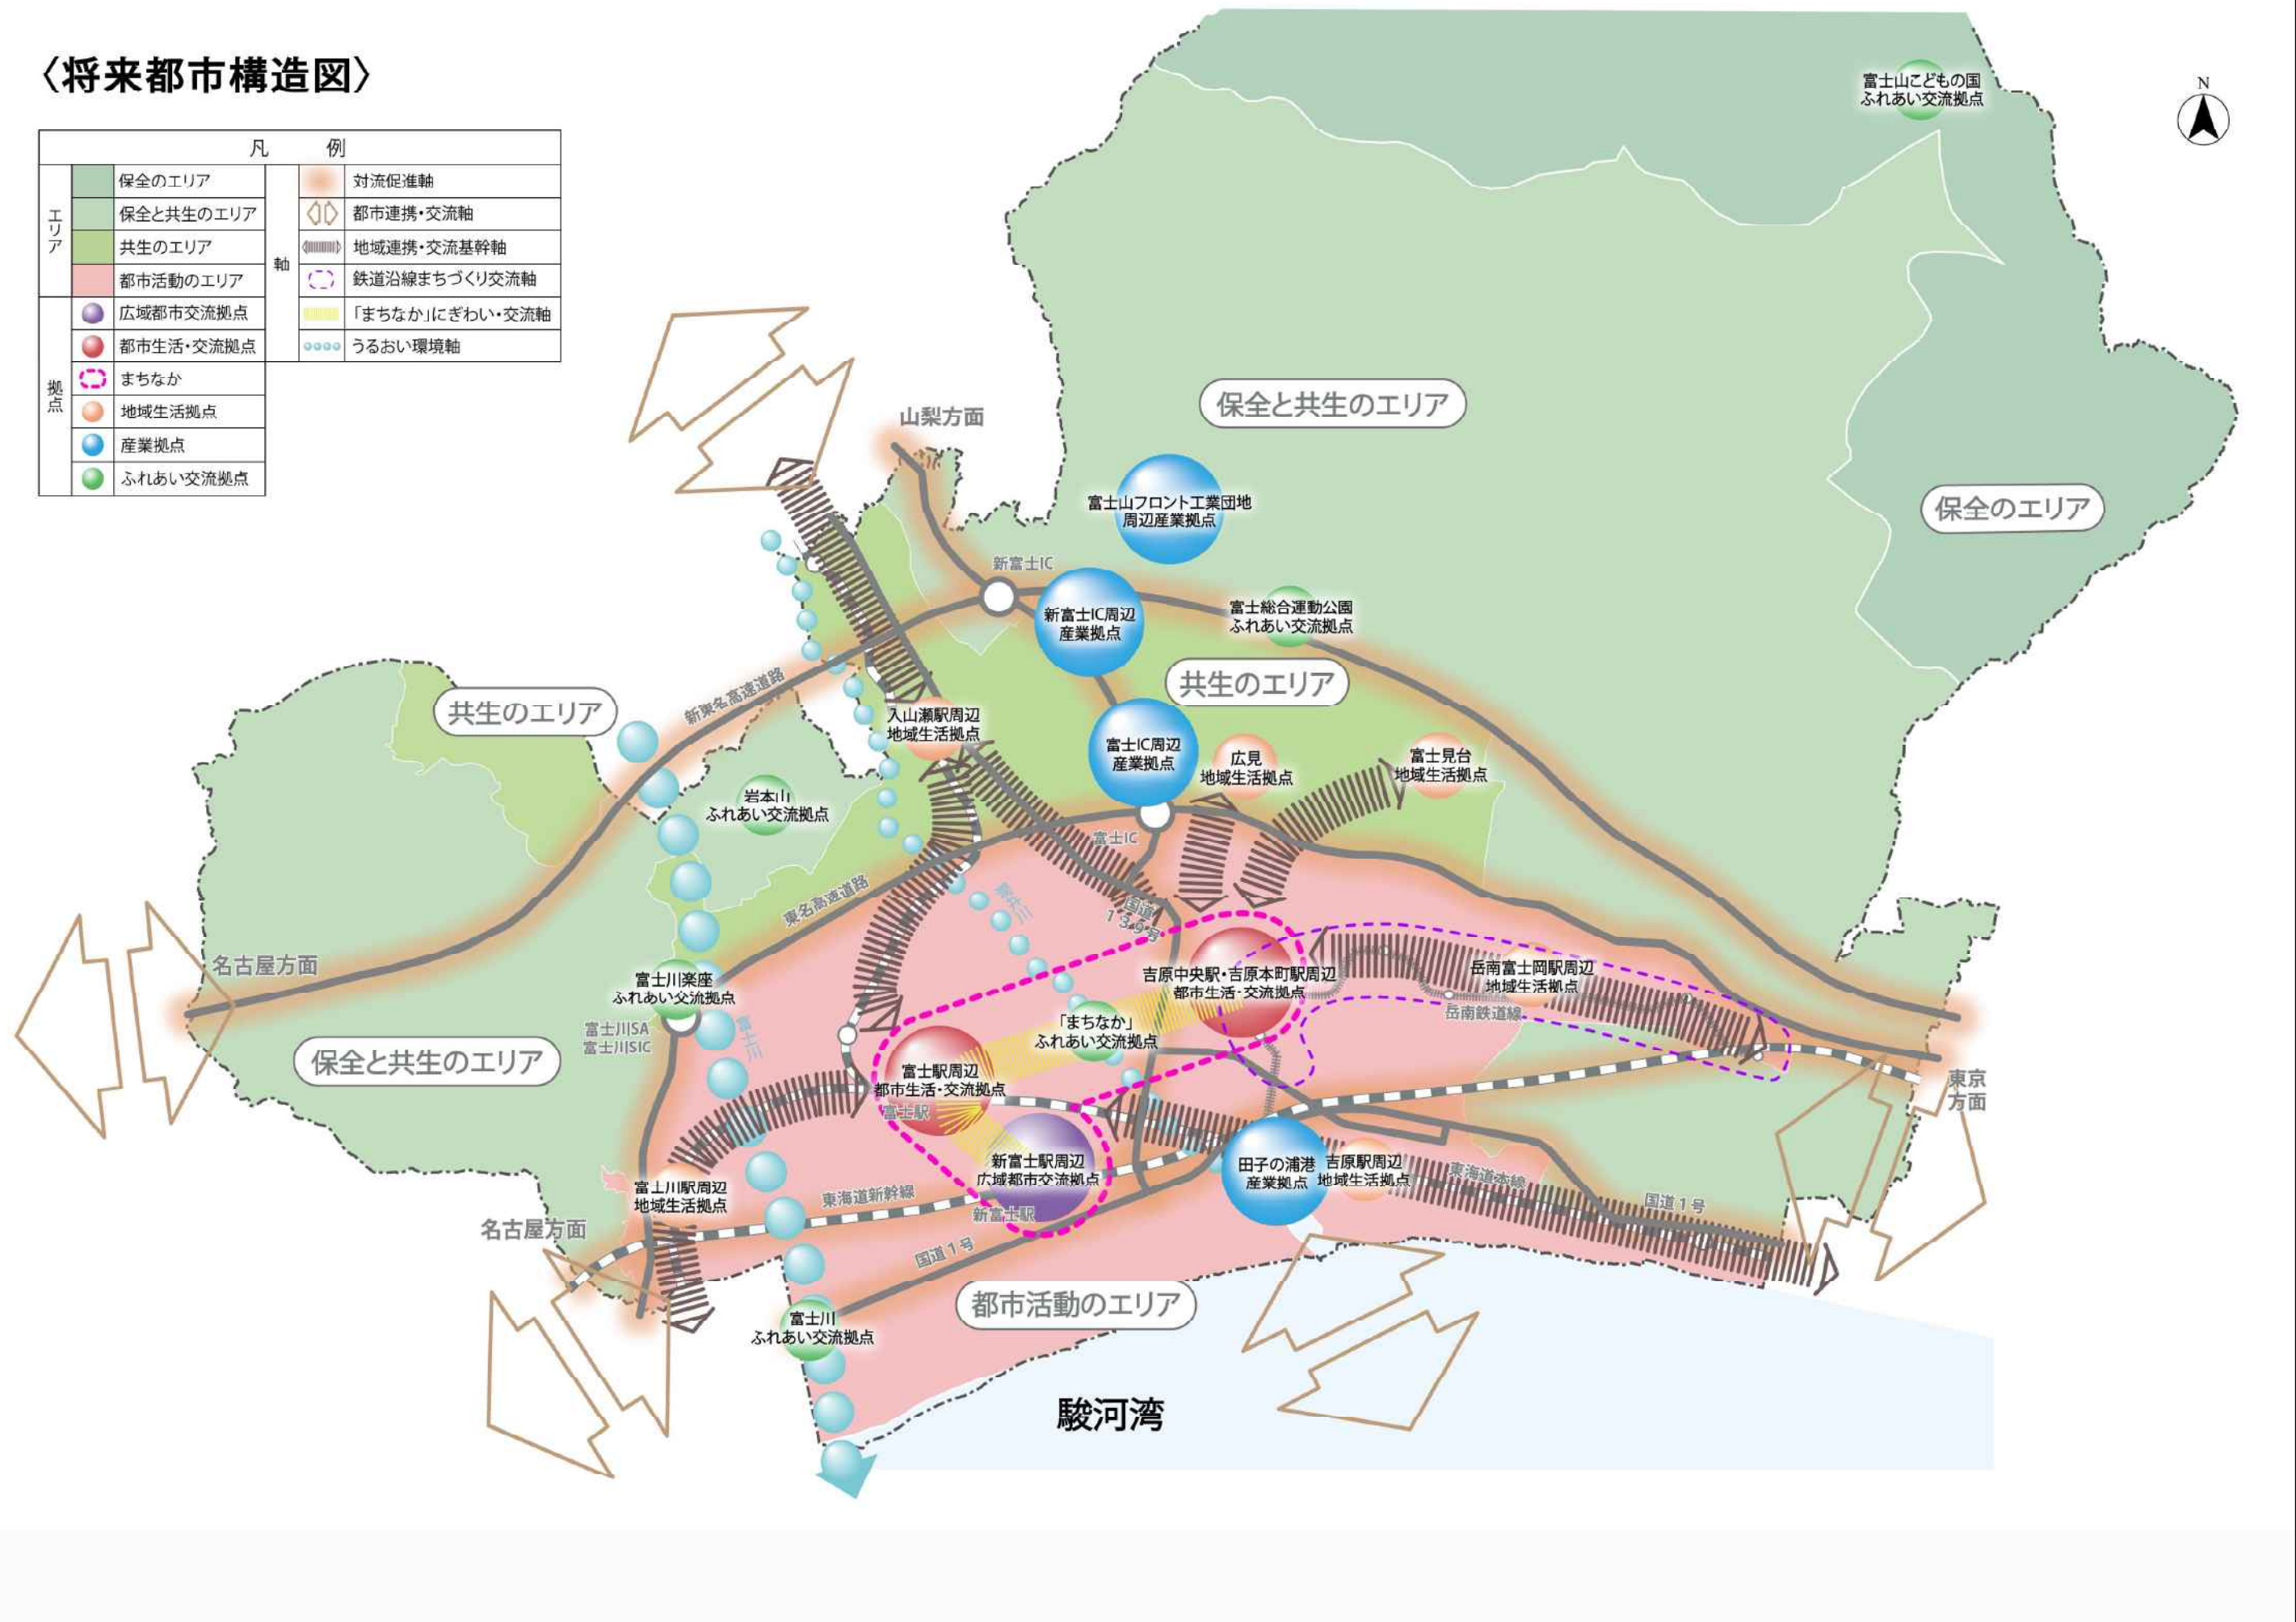 〈将来都市構造図〉
凡 例
エリア
保全のエリア
保全と共生のエリア
共生のエリア
都市活動のエリア
拠点
広域都市交流拠点
都市生活・交流拠点
まちなか
地域生活拠点
産業拠点
ふれあい交流拠点
軸
対流促進軸
都市連携・交流軸
地域連携・交流基幹軸
鉄道沿線まちづくり交流軸
「まちなか」にぎわい・交流軸
うるおい環境軸
富士山こどもの国
ふれあい交流拠点
N
保全と共生のエリア
山梨方面
富士山フロント工業団地
周辺産業拠点
保全のエリア
新富士IC
新富士IC周辺
産業拠点
富士総合運動公園
ふれあい交流拠点
共生のエリア
共生のエリア
新東名高速道路
入山瀬駅周辺
地域生活拠点
富士IC周辺
産業拠点
広見
地域生活拠点
富士見台
地域生活拠点
岩本山
ふれあい交流拠点
富士IC
東名高速道路
潤井川
国道
139号
名古屋方面
富士川楽座
ふれあい交流拠点
吉原中央駅・吉原本町駅周辺
都市生活・交流拠点
岳南富士岡駅周辺
地域生活拠点
岳南鉄道線
富士川SA
富士川SIC
富士川
「まちなか」
ふれあい交流拠点
保全と共生のエリア
富士駅周辺
都市生活・交流拠点
富士駅
東京
方面
新富士駅周辺
広域都市交流拠点
新富士駅
田子の浦港
産業拠点
吉原駅周辺
地域生活拠点
東海道本線
国道1号
富士川駅周辺
地域生活拠点
東海道新幹線
名古屋方面
国道1号
都市活動のエリア
富士川
ふれあい交流拠点
駿河湾